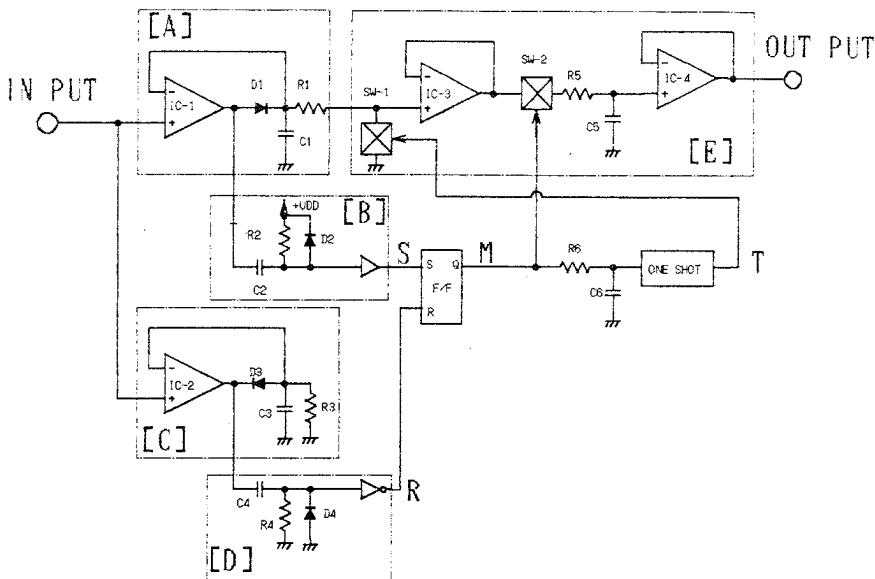 [A]
IN PUT
IC-1
D1
R1
C1
SW-1
IC-3
SW-2
R5
C5
IC-4
OUT PUT
[E]
[B]
+VDD
R2
D2
C2
S
S
Q
F/F
R
M
R6
C6
ONE SHOT
T
IC-2
D3
C3
R3
[C]
C4
R4
D4
R
[D]